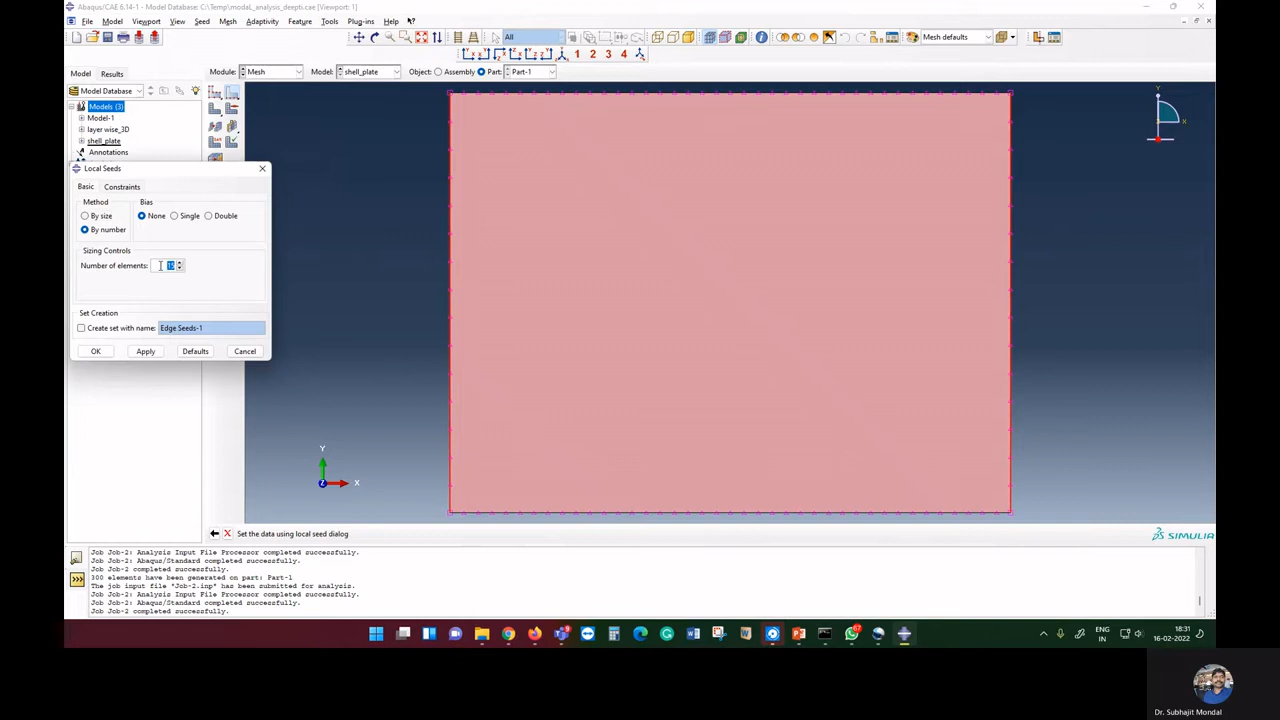 Abaqus/CAE 6.14-1 - Model Database: C:\Temp\modaL_analysis_deepti.cae [Viewport: 1]
File Model Viewport View Seed Mesh Adaptivity Feature Tools Plug-ins Help
All
Mesh defaults
1 2 3 4
Model Results
Module: Mesh Model: shell_plate Object: Assembly Part: Part-1
Model Database
Models (3)
Model-1
layer wise_3D
shell_plate
Annotations
Local Seeds
Basic Constraints
Method Bias
By size None Single Double
By number
Sizing Controls
Number of elements: 15
Set Creation
Create set with name: Edge Seeds-1
OK Apply Defaults Cancel
Y
X
Y
Z X
Set the data using local seed dialog
SIMULIA
Job Job-2: Analysis Input File Processor completed successfully.
Job Job-2: Abaqus/Standard completed successfully.
Job Job-2 completed successfully.
300 elements have been generated on part: Part-1
The job input file "Job-2.inp" has been submitted for analysis.
Job Job-2: Analysis Input File Processor completed successfully.
Job Job-2: Abaqus/Standard completed successfully.
Job Job-2 completed successfully.
67
ENG
IN
18:31
16-02-2022
Dr. Subhajit Mondal